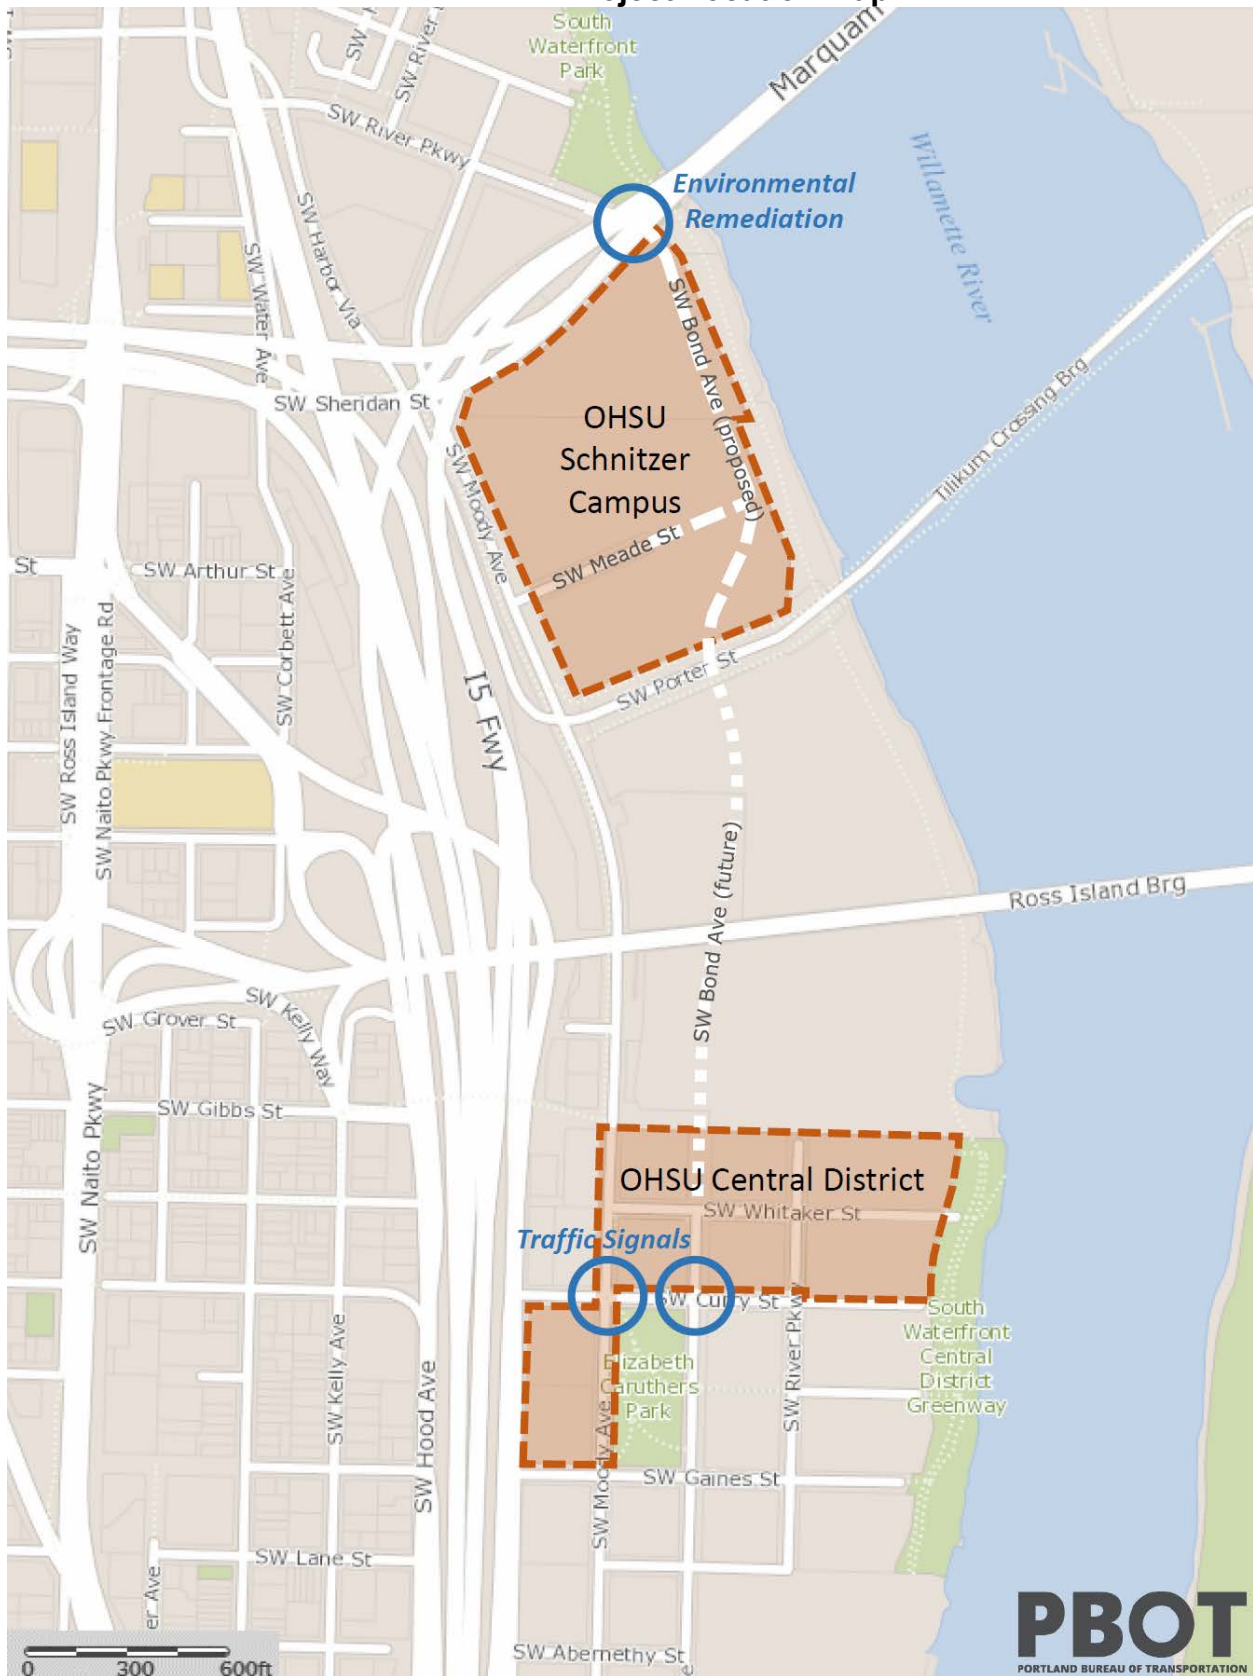 South
Waterfront
Park
Marquam
SW River Pkwy
Willamette River
Environmental
Remediation
SW Harbor Via
SW Water Ave
SW Bond Ave (proposed)
Tilikum Crossing Brg
SW Sheridan St
OHSU
Schnitzer
Campus
SW Moody Ave
SW Meade St
St
SW Arthur St
SW Corbett Ave
SW Ross Island Way
SW Naito Pkwy Frontage Rd
I5 Fwy
SW Porter St
SW Bond Ave (future)
Ross Island Brg
SW Kelly Way
SW Grover St
SW Gibbs St
SW Naito Pkwy
OHSU Central District
SW Whitaker St
Traffic Signals
SW Curry St
SW River Pkwy
South
Waterfront
Central
District
Greenway
Elizabeth
Caruthers
Park
SW Kelly Ave
SW Hood Ave
SW Moody Ave
SW Gaines St
SW Lane St
er Ave
SW Abernethy St
0 300 600ft
PBOT
PORTLAND BUREAU OF TRANSPORTATION